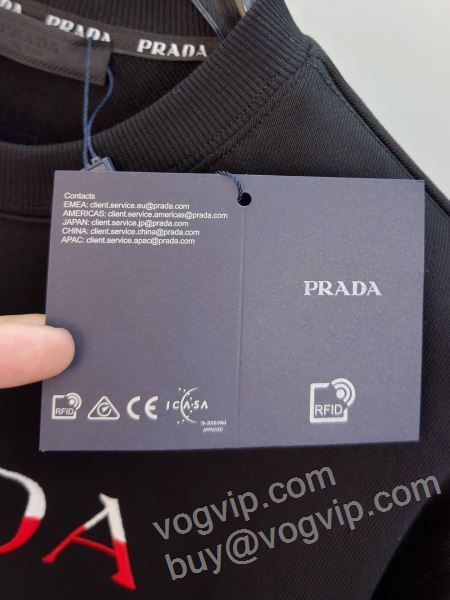 PRADA
PRADA
PRADA
Contacts
EMEA: client.service.eu@prada.com
AMERICAS: client.service.americas@prada.com
JAPAN: client.service.jp@prada.com
CHINA: client.service.china@prada.com
APAC: client.service.apac@prada.com
PRADA
RFID
CE
ICASA
APPROVED
RFID
DA
vogvip.com
buy@vogvip.com